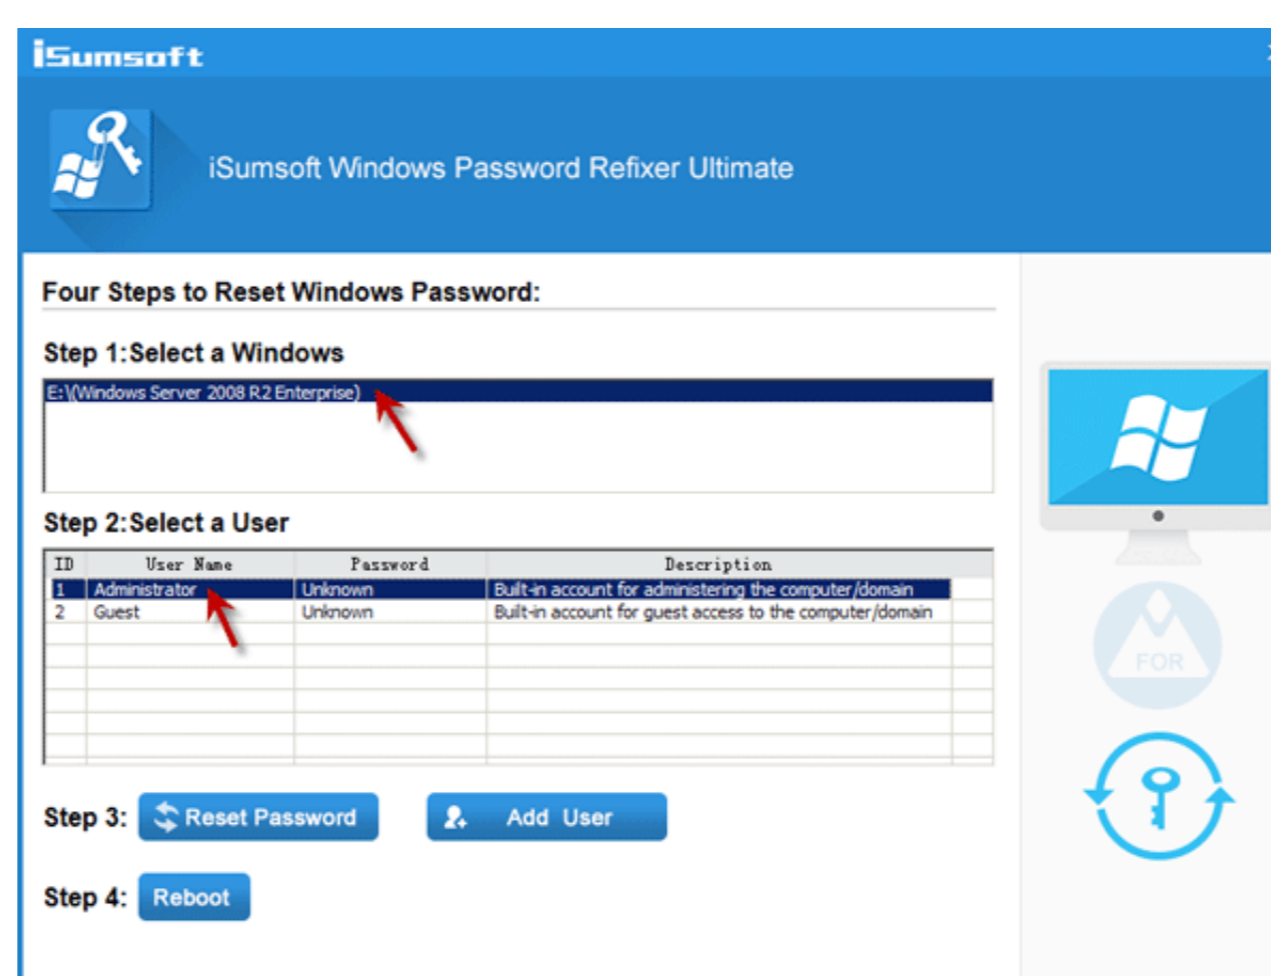 iSumsoft
iSumsoft Windows Password Refixer Ultimate
Four Steps to Reset Windows Password:
Step 1:Select a Windows
E:\(Windows Server 2008 R2 Enterprise)
Step 2:Select a User
ID User Name Password Description
1 Administrator Unknown Built-in account for administering the computer/domain
2 Guest Unknown Built-in account for guest access to the computer/domain
FOR
Step 3: Reset Password Add User
Step 4: Reboot